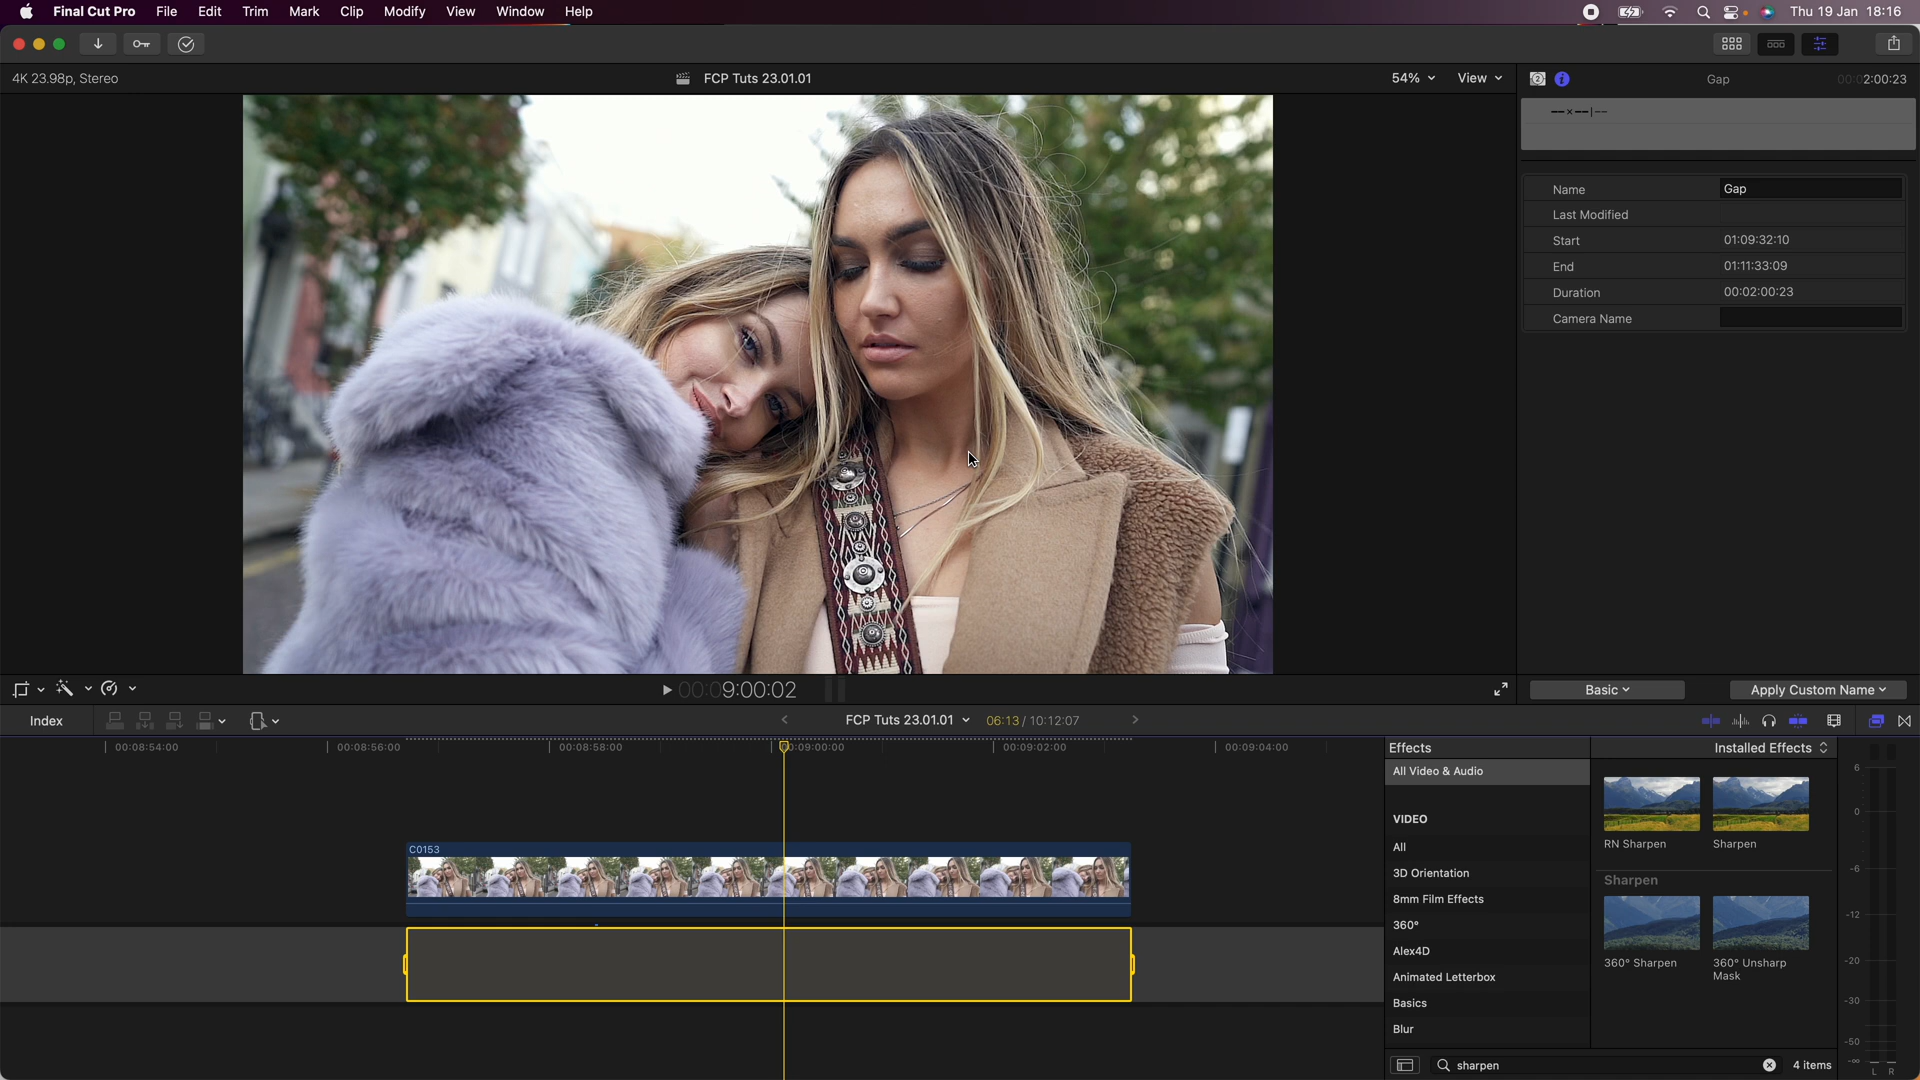 Final Cut Pro File Edit Trim Mark Clip Modify View Window Help Thu 19 Jan 18:16
4K 23.98p, Stereo
FCP Tuts 23.01.01
54% View
Gap
00:02:00:23
Name Gap
Last Modified
Start 01:09:32:10
End 01:11:33:09
Duration 00:02:00:23
Camera Name
00:09:00:02
Basic
Apply Custom Name
Index
FCP Tuts 23.01.01 06:13 / 10:12:07
00:08:54:00 00:08:56:00 00:08:58:00 00:09:00:00 00:09:02:00 00:09:04:00
C0153
Effects
Installed Effects
All Video & Audio
VIDEO
All
3D Orientation
8mm Film Effects
360°
Alex4D
Animated Letterbox
Basics
Blur
RN Sharpen
Sharpen
Sharpen
360° Sharpen
360° Unsharp
Mask
sharpen
4 items
6
0
-6
-12
-20
-30
-50
-∞
L R